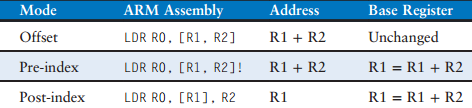 Mode ARM Assembly Address Base Register
Offset LDR R0, [R1, R2] R1 + R2 Unchanged
Pre-index LDR R0, [R1, R2]! R1 + R2 R1 = R1 + R2
Post-index LDR R0, [R1], R2 R1 R1 = R1 + R2